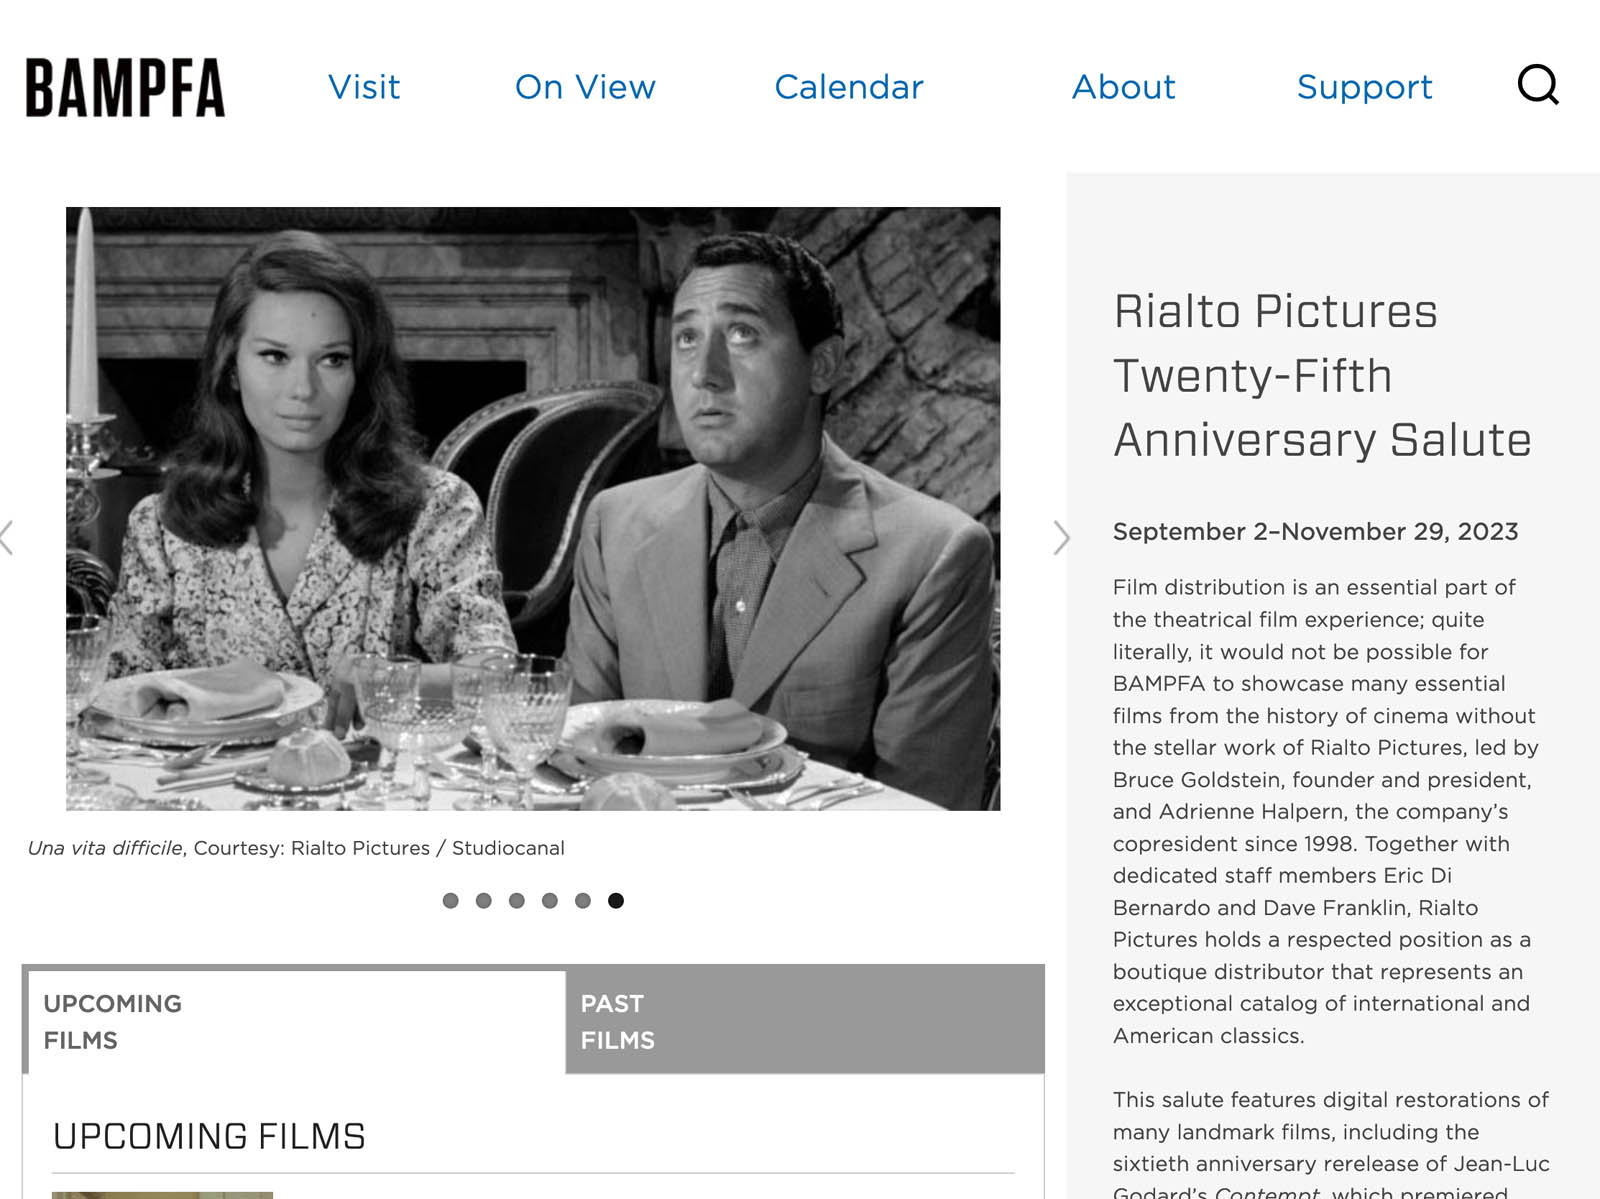 BAMPFA
Visit
On View
Calendar
About
Support
Una vita difficile, Courtesy: Rialto Pictures / Studiocanal
UPCOMING
FILMS
PAST
FILMS
UPCOMING FILMS
Rialto Pictures
Twenty-Fifth
Anniversary Salute
September 2–November 29, 2023
Film distribution is an essential part of
the theatrical film experience; quite
literally, it would not be possible for
BAMPFA to showcase many essential
films from the history of cinema without
the stellar work of Rialto Pictures, led by
Bruce Goldstein, founder and president,
and Adrienne Halpern, the company’s
copresident since 1998. Together with
dedicated staff members Eric Di
Bernardo and Dave Franklin, Rialto
Pictures holds a respected position as a
boutique distributor that represents an
exceptional catalog of international and
American classics.
This salute features digital restorations of
many landmark films, including the
sixtieth anniversary rerelease of Jean-Luc
Godard’s Contempt, which premiered